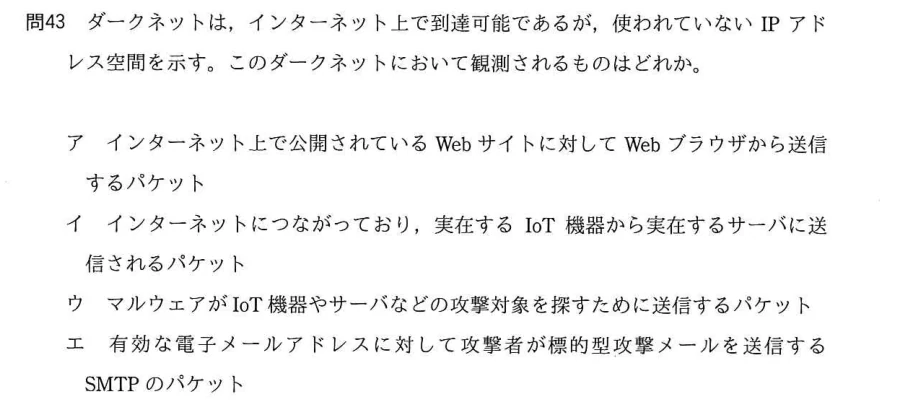 問43 ダークネットは，インターネット上で到達可能であるが，使われていない IP アド
レス空間を示す。このダークネットにおいて観測されるものはどれか。
ア インターネット上で公開されている Web サイトに対して Web ブラウザから送信
するパケット
イ インターネットにつながっており，実在する IoT 機器から実在するサーバに送
信されるパケット
ウ マルウェアが IoT 機器やサーバなどの攻撃対象を探すために送信するパケット
エ 有効な電子メールアドレスに対して攻撃者が標的型攻撃メールを送信する
SMTP のパケット